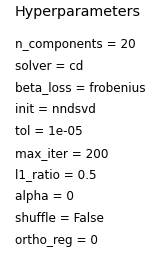 Hyperparameters
n_components = 20
solver = cd
beta_loss = frobenius
init = nndsvd
tol = 1e-05
max_iter = 200
l1_ratio = 0.5
alpha = 0
shuffle = False
ortho_reg = 0